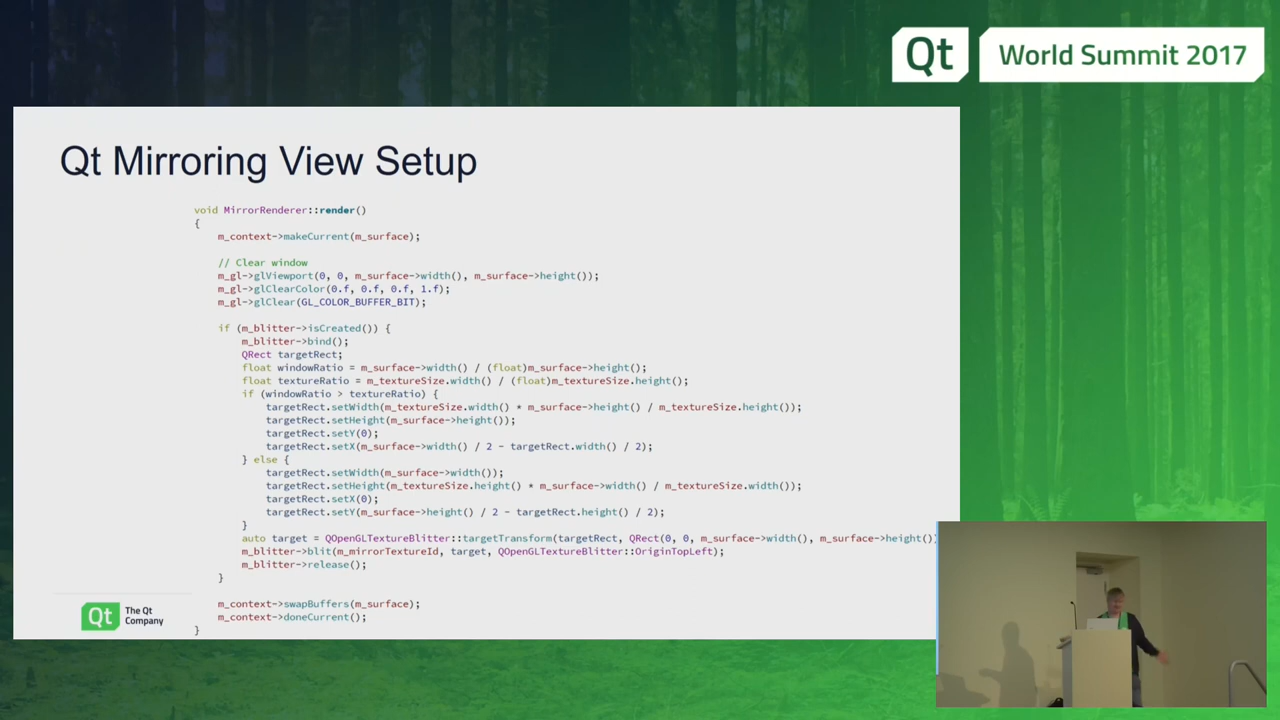 Qt World Summit 2017
Qt Mirroring View Setup
void MirrorRenderer::render()
{
m_context->makeCurrent(m_surface);
// Clear window
m_gl->glViewport(0, 0, m_surface->width(), m_surface->height());
m_gl->glClearColor(0.f, 0.f, 0.f, 1.f);
m_gl->glClear(GL_COLOR_BUFFER_BIT);
if (m_blitter->isCreated()) {
m_blitter->bind();
QRect targetRect;
float windowRatio = m_surface->width() / (float)m_surface->height();
float textureRatio = m_textureSize.width() / (float)m_textureSize.height();
if (windowRatio > textureRatio) {
targetRect.setWidth(m_textureSize.width() * m_surface->height() / m_textureSize.height());
targetRect.setHeight(m_surface->height());
targetRect.setY(0);
targetRect.setX(m_surface->width() / 2 - targetRect.width() / 2);
} else {
targetRect.setWidth(m_surface->width());
targetRect.setHeight(m_textureSize.height() * m_surface->width() / m_textureSize.width());
targetRect.setX(0);
targetRect.setY(m_surface->height() / 2 - targetRect.height() / 2);
}
auto target = QOpenGLTextureBlitter::targetTransform(targetRect, QRect(0, 0, m_surface->width(), m_surface->height())
m_blitter->blit(m_mirrorTextureId, target, QOpenGLTextureBlitter::OriginTopLeft);
m_blitter->release();
}
m_context->swapBuffers(m_surface);
m_context->doneCurrent();
}
Qt The Qt
Company